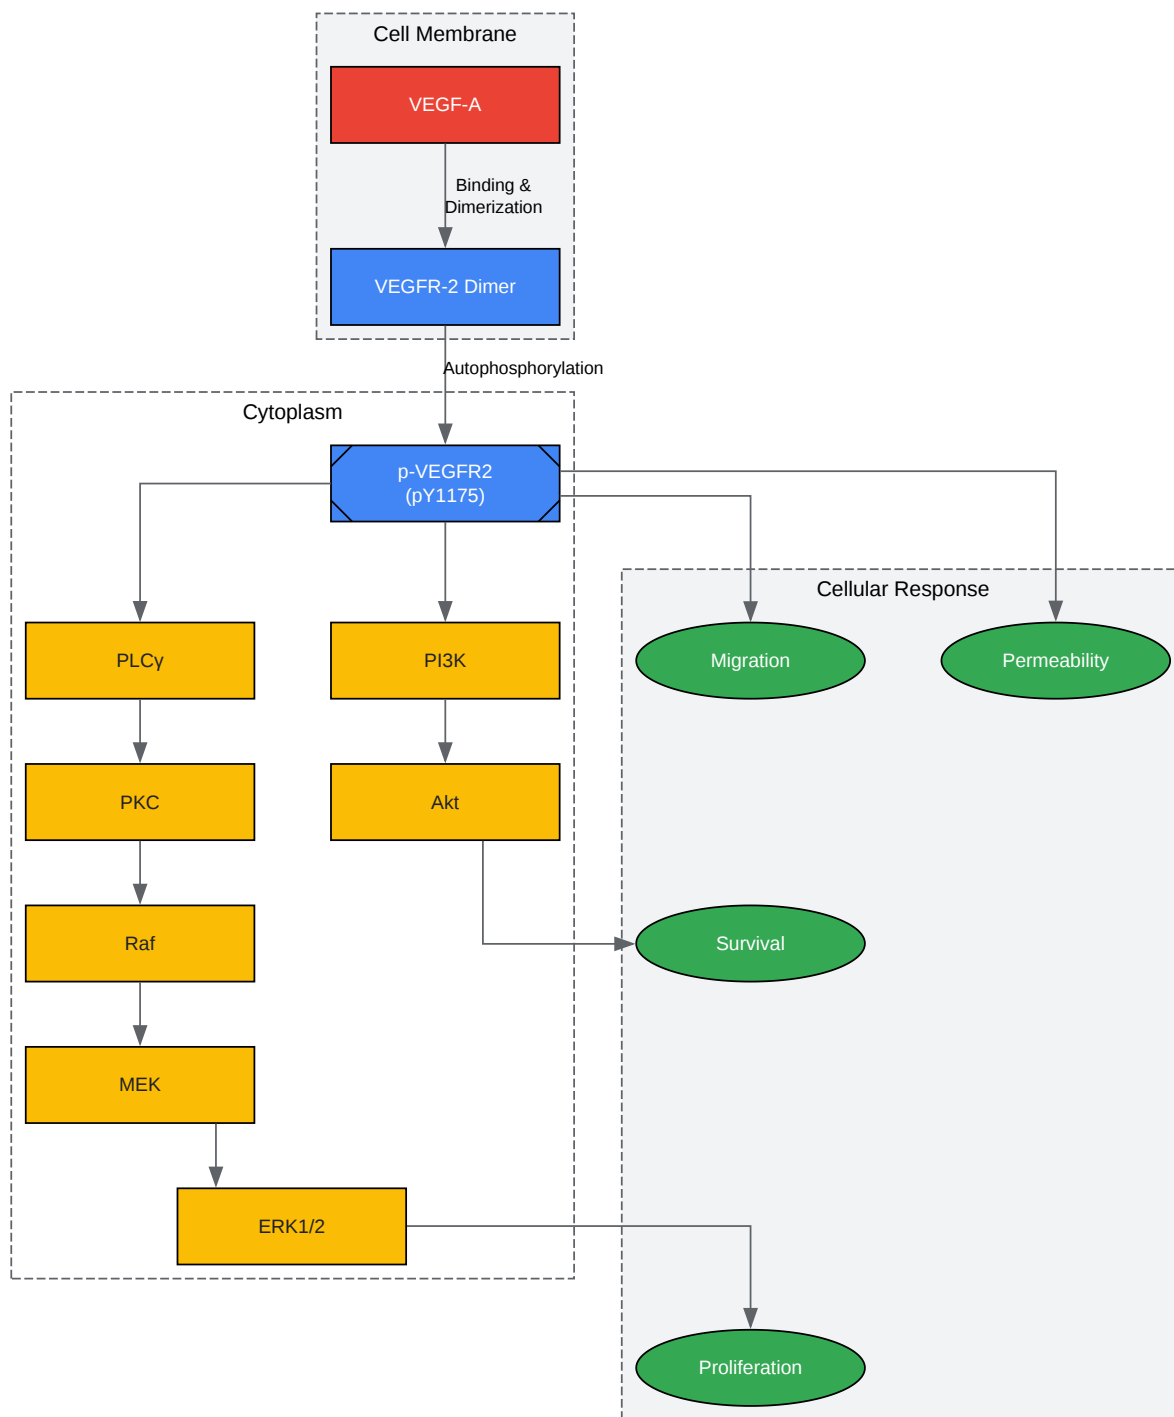 Cell Membrane
VEGF-A
Binding &
Dimerization
VEGFR-2 Dimer
Autophosphorylation
Cytoplasm
p-VEGFR2
(pY1175)
Cellular Response
PLCγ
PI3K
Migration
Permeability
PKC
Akt
Raf
Survival
MEK
ERK1/2
Proliferation